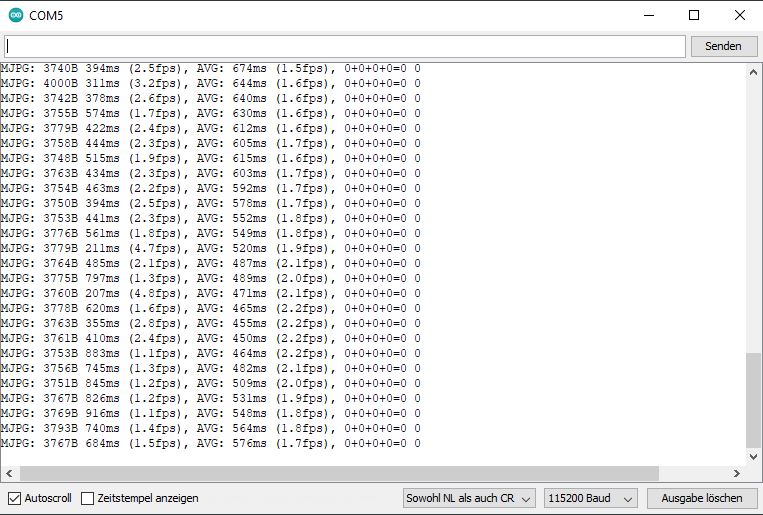 COM5
Senden
MJPG: 3740B 394ms (2.5fps), AVG: 674ms (1.5fps), 0+0+0+0=0 0
MJPG: 4000B 311ms (3.2fps), AVG: 644ms (1.6fps), 0+0+0+0=0 0
MJPG: 3742B 378ms (2.6fps), AVG: 640ms (1.6fps), 0+0+0+0=0 0
MJPG: 3755B 574ms (1.7fps), AVG: 630ms (1.6fps), 0+0+0+0=0 0
MJPG: 3779B 422ms (2.4fps), AVG: 612ms (1.6fps), 0+0+0+0=0 0
MJPG: 3758B 444ms (2.3fps), AVG: 605ms (1.7fps), 0+0+0+0=0 0
MJPG: 3748B 515ms (1.9fps), AVG: 615ms (1.6fps), 0+0+0+0=0 0
MJPG: 3763B 434ms (2.3fps), AVG: 603ms (1.7fps), 0+0+0+0=0 0
MJPG: 3754B 463ms (2.2fps), AVG: 592ms (1.7fps), 0+0+0+0=0 0
MJPG: 3750B 394ms (2.5fps), AVG: 578ms (1.7fps), 0+0+0+0=0 0
MJPG: 3753B 441ms (2.3fps), AVG: 552ms (1.8fps), 0+0+0+0=0 0
MJPG: 3776B 561ms (1.8fps), AVG: 549ms (1.8fps), 0+0+0+0=0 0
MJPG: 3779B 211ms (4.7fps), AVG: 520ms (1.9fps), 0+0+0+0=0 0
MJPG: 3764B 485ms (2.1fps), AVG: 487ms (2.1fps), 0+0+0+0=0 0
MJPG: 3775B 797ms (1.3fps), AVG: 489ms (2.0fps), 0+0+0+0=0 0
MJPG: 3760B 207ms (4.8fps), AVG: 471ms (2.1fps), 0+0+0+0=0 0
MJPG: 3778B 620ms (1.6fps), AVG: 465ms (2.2fps), 0+0+0+0=0 0
MJPG: 3763B 355ms (2.8fps), AVG: 455ms (2.2fps), 0+0+0+0=0 0
MJPG: 3761B 410ms (2.4fps), AVG: 450ms (2.2fps), 0+0+0+0=0 0
MJPG: 3753B 883ms (1.1fps), AVG: 464ms (2.2fps), 0+0+0+0=0 0
MJPG: 3756B 745ms (1.3fps), AVG: 482ms (2.1fps), 0+0+0+0=0 0
MJPG: 3751B 845ms (1.2fps), AVG: 509ms (2.0fps), 0+0+0+0=0 0
MJPG: 3767B 826ms (1.2fps), AVG: 531ms (1.9fps), 0+0+0+0=0 0
MJPG: 3769B 916ms (1.1fps), AVG: 548ms (1.8fps), 0+0+0+0=0 0
MJPG: 3793B 740ms (1.4fps), AVG: 564ms (1.8fps), 0+0+0+0=0 0
MJPG: 3767B 684ms (1.5fps), AVG: 576ms (1.7fps), 0+0+0+0=0 0
Autoscroll Zeitstempel anzeigen Sowohl NL als auch CR 115200 Baud Ausgabe löschen